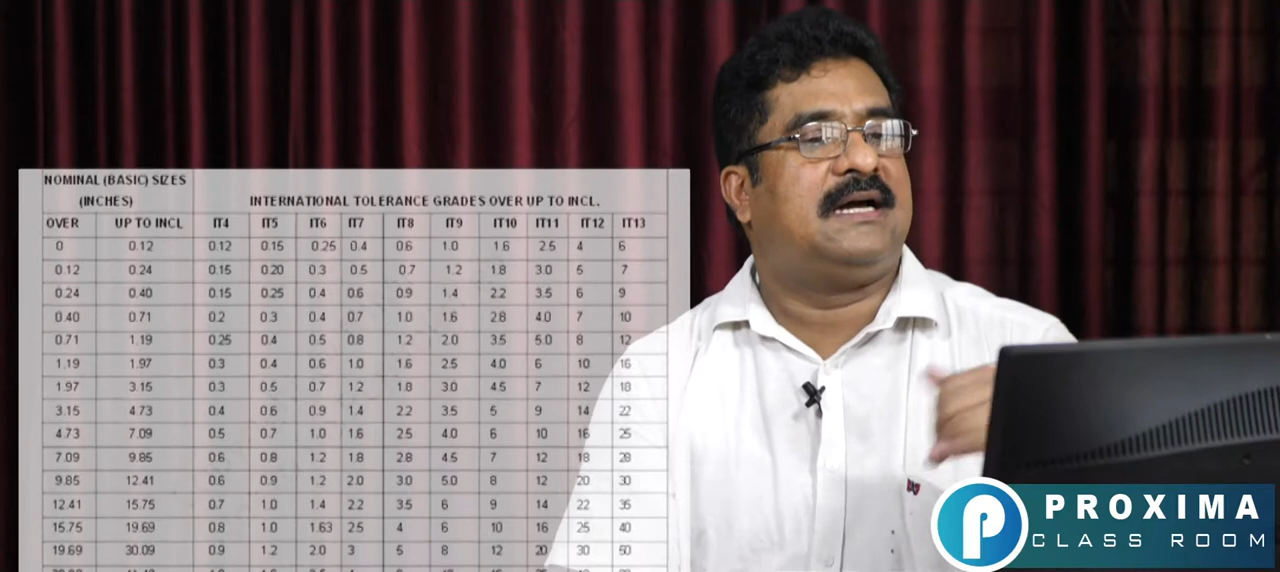 NOMINAL (BASIC) SIZES
(INCHES)
INTERNATIONAL TOLERANCE GRADES OVER UP TO INCL.
OVER UP TO INCL IT4 IT5 IT6 IT7 IT8 IT9 IT10 IT11 IT12 IT13
0 0.12 0.12 0.15 0.25 0.4 0.6 1.0 1.6 2.5 4 6
0.12 0.24 0.15 0.20 0.3 0.5 0.7 1.2 1.8 3.0 5 7
0.24 0.40 0.15 0.25 0.4 0.6 0.9 1.4 2.2 3.5 6 9
0.40 0.71 0.2 0.3 0.4 0.7 1.0 1.6 2.8 4.0 7 10
0.71 1.19 0.25 0.4 0.5 0.8 1.2 2.0 3.5 5.0 8 12
1.19 1.97 0.3 0.4 0.6 1.0 1.6 2.5 4.0 6 10 16
1.97 3.15 0.3 0.5 0.7 1.2 1.8 3.0 4.5 7 12 18
3.15 4.73 0.4 0.6 0.9 1.4 2.2 3.5 5 9 14 22
4.73 7.09 0.5 0.7 1.0 1.6 2.5 4.0 6 10 16 25
7.09 9.85 0.6 0.8 1.2 1.8 2.8 4.5 7 12 18 28
9.85 12.41 0.6 0.9 1.2 2.0 3.0 5.0 8 12 20 30
12.41 15.75 0.7 1.0 1.4 2.2 3.5 6 9 14 22 35
15.75 19.69 0.8 1.0 1.63 2.5 4 6 10 16 25 40
19.69 30.09 0.9 1.2 2.0 3 5 8 12 20 30 50
PROXIMA
CLASS ROOM